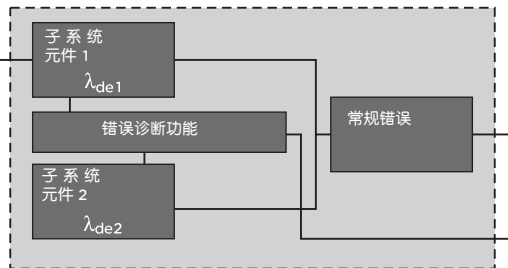 子系统
元件 1
λde1
错误诊断功能
常规错误
子系统
元件 2
λde2